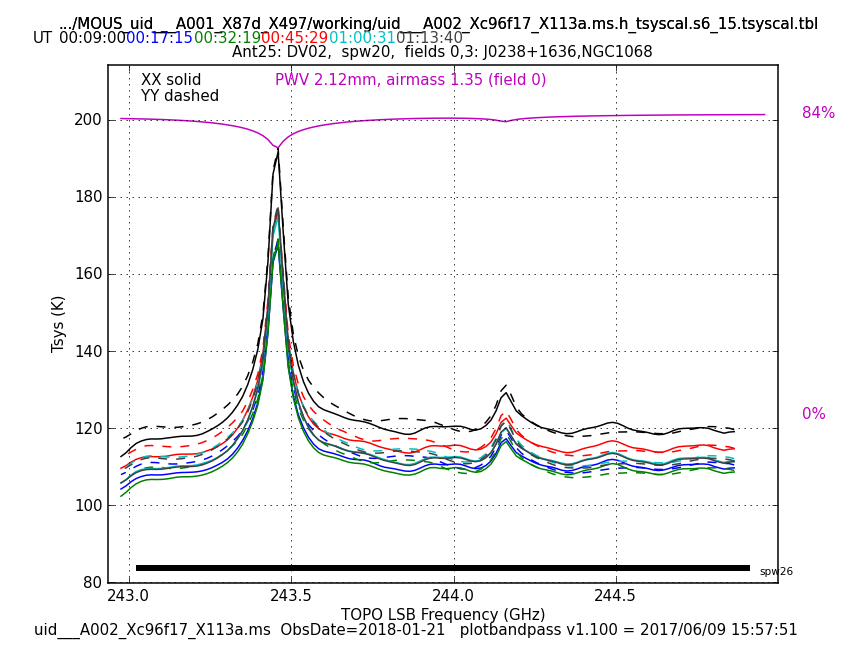 .../MOUS_uid___A001_X87d_X497/working/uid___A002_Xc96f17_X113a.ms.h_tsyscal.s6_15.tsyscal.tbl
UT 00:09:00 00:17:15 00:32:19 00:45:29 01:00:31 01:13:40
Ant25: DV02,  spw20,  fields 0,3: J0238+1636,NGC1068
XX solid
PWV 2.12mm, airmass 1.35 (field 0)
YY dashed
84%
200
180
160
140
120
100
80
0%
Tsys (K)
spw26
243.0 243.5 244.0 244.5
TOPO LSB Frequency (GHz)
uid___A002_Xc96f17_X113a.ms  ObsDate=2018-01-21   plotbandpass v1.100 = 2017/06/09 15:57:51